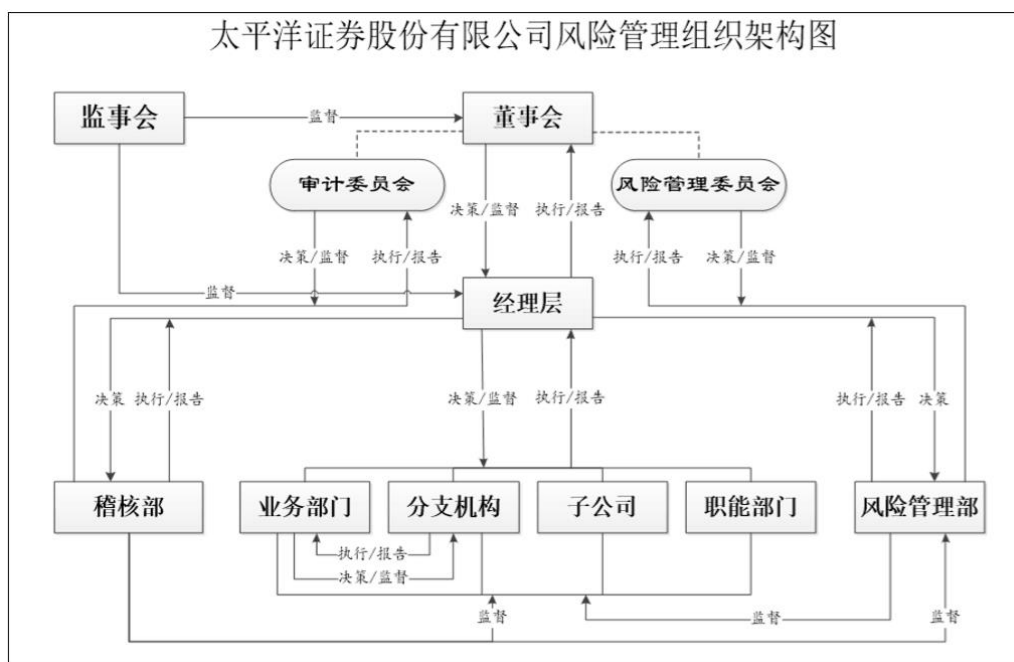 太平洋证券股份有限公司风险管理组织架构图
监事会
监督
董事会
审计委员会
风险管理委员会
决策/监督
执行/报告
决策/监督
执行/报告
执行/报告
决策/监督
监督
经理层
决策
执行/报告
决策/监督
执行/报告
执行/报告
决策
稽核部
业务部门
分支机构
子公司
职能部门
风险管理部
执行/报告
决策/监督
监督
监督
监督